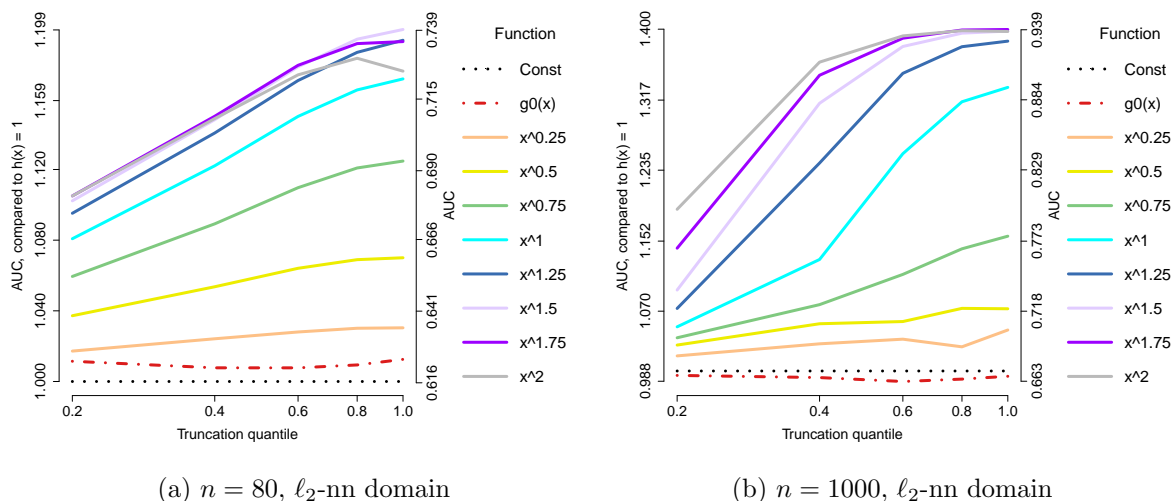 AUC, compared to h(x) = 1
1.000 1.040 1.080 1.120 1.159 1.199
0.2 0.4 0.6 0.8 1.0
Truncation quantile
0.616 0.641 0.666 0.690 0.715 0.739
AUC
Function
Const
g0(x)
x^0.25
x^0.5
x^0.75
x^1
x^1.25
x^1.5
x^1.75
x^2
(a) n = 80, ℓ₂-nn domain
AUC, compared to h(x) = 1
0.988 1.070 1.152 1.235 1.317 1.400
0.2 0.4 0.6 0.8 1.0
Truncation quantile
0.663 0.718 0.773 0.829 0.884 0.939
AUC
Function
Const
g0(x)
x^0.25
x^0.5
x^0.75
x^1
x^1.25
x^1.5
x^1.75
x^2
(b) n = 1000, ℓ₂-nn domain